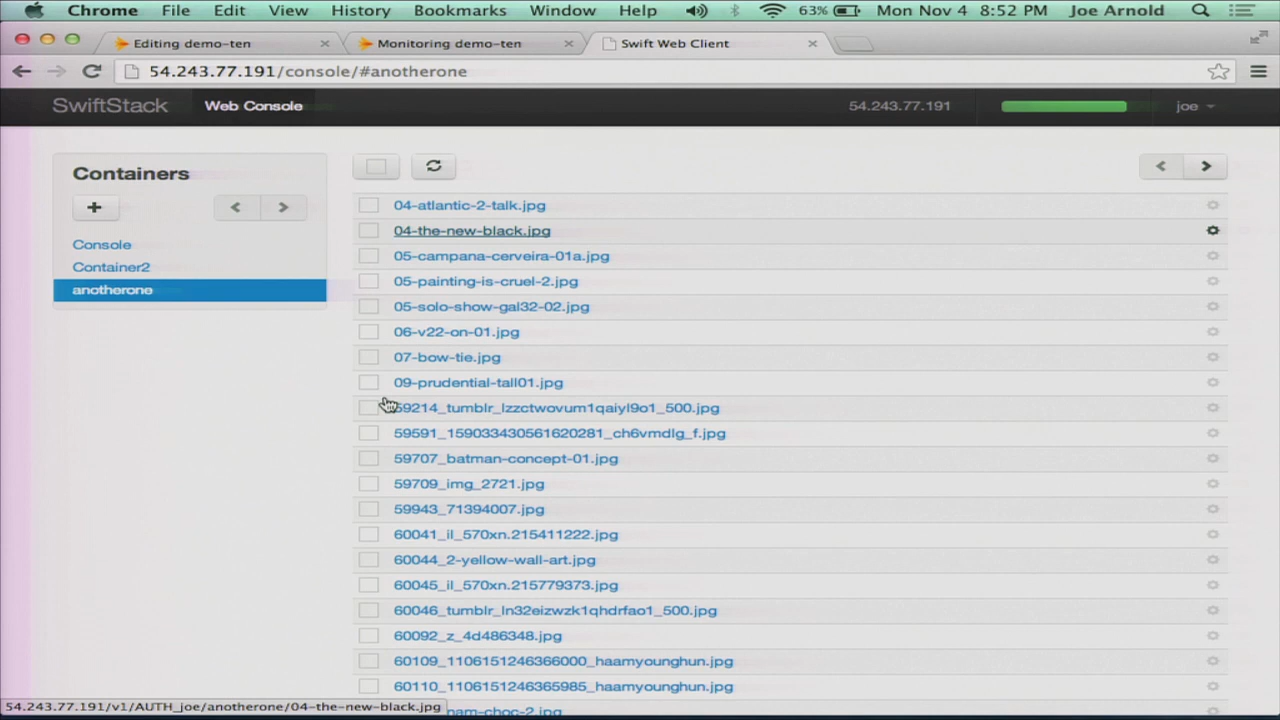 Chrome File Edit View History Bookmarks Window Help 63% Mon Nov 4 8:52 PM Joe Arnold
Editing demo-ten Monitoring demo-ten Swift Web Client
54.243.77.191/console/#anotherone
SwiftStack Web Console 54.243.77.191 joe
Containers
Console
Container2
anotherone
04-atlantic-2-talk.jpg
04-the-new-black.jpg
05-campana-cerveira-01a.jpg
05-painting-is-cruel-2.jpg
05-solo-show-gal32-02.jpg
06-v22-on-01.jpg
07-bow-tie.jpg
09-prudential-tall01.jpg
59214_tumblr_lzzctwovum1qaiyl9o1_500.jpg
59591_159033430561620281_ch6vmdlg_f.jpg
59707_batman-concept-01.jpg
59709_img_2721.jpg
59943_71394007.jpg
60041_il_570xn.215411222.jpg
60044_2-yellow-wall-art.jpg
60045_il_570xn.215779373.jpg
60046_tumblr_ln32eizwzk1qhdrfao1_500.jpg
60092_z_4d486348.jpg
60109_1106151246366000_haamyounghun.jpg
60110_1106151246365985_haamyounghun.jpg
54.243.77.191/v1/AUTH_joe/anotherone/04-the-new-black.jpg